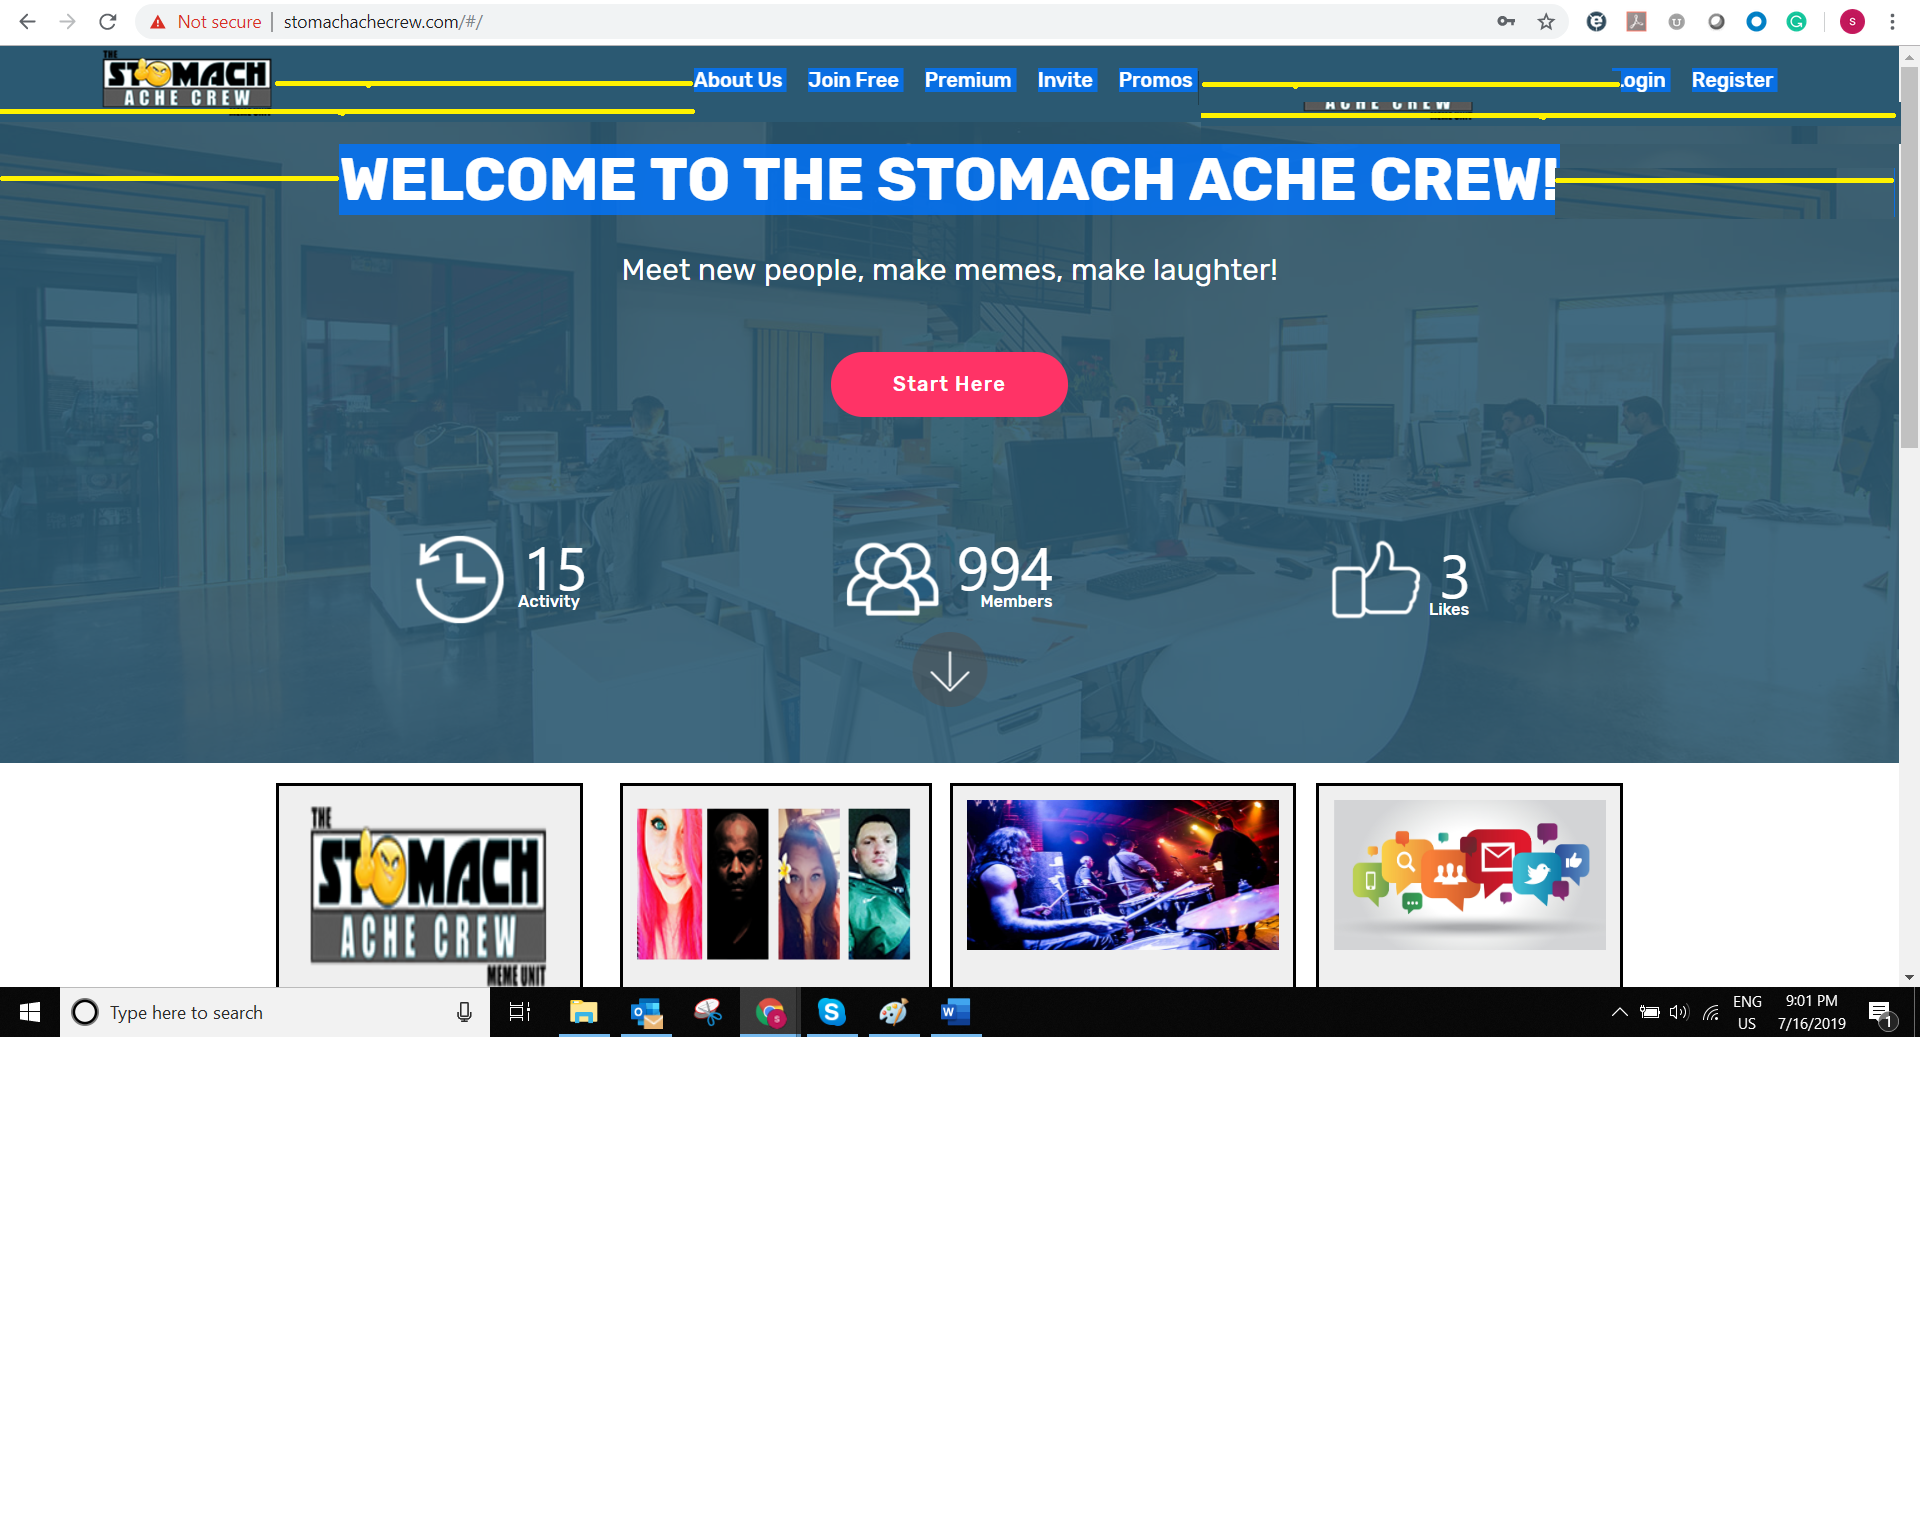 Not secure | stomachachecrew.com/#/
THE
STOMACH
ACHE CREW
About Us Join Free Premium Invite Promos
Login Register
ACHE CREW
WELCOME TO THE STOMACH ACHE CREW!
Meet new people, make memes, make laughter!
Start Here
15
Activity
994
Members
3
Likes
THE
STOMACH
ACHE CREW
MEME UNIT
Type here to search
ENG
US
9:01 PM
7/16/2019
1